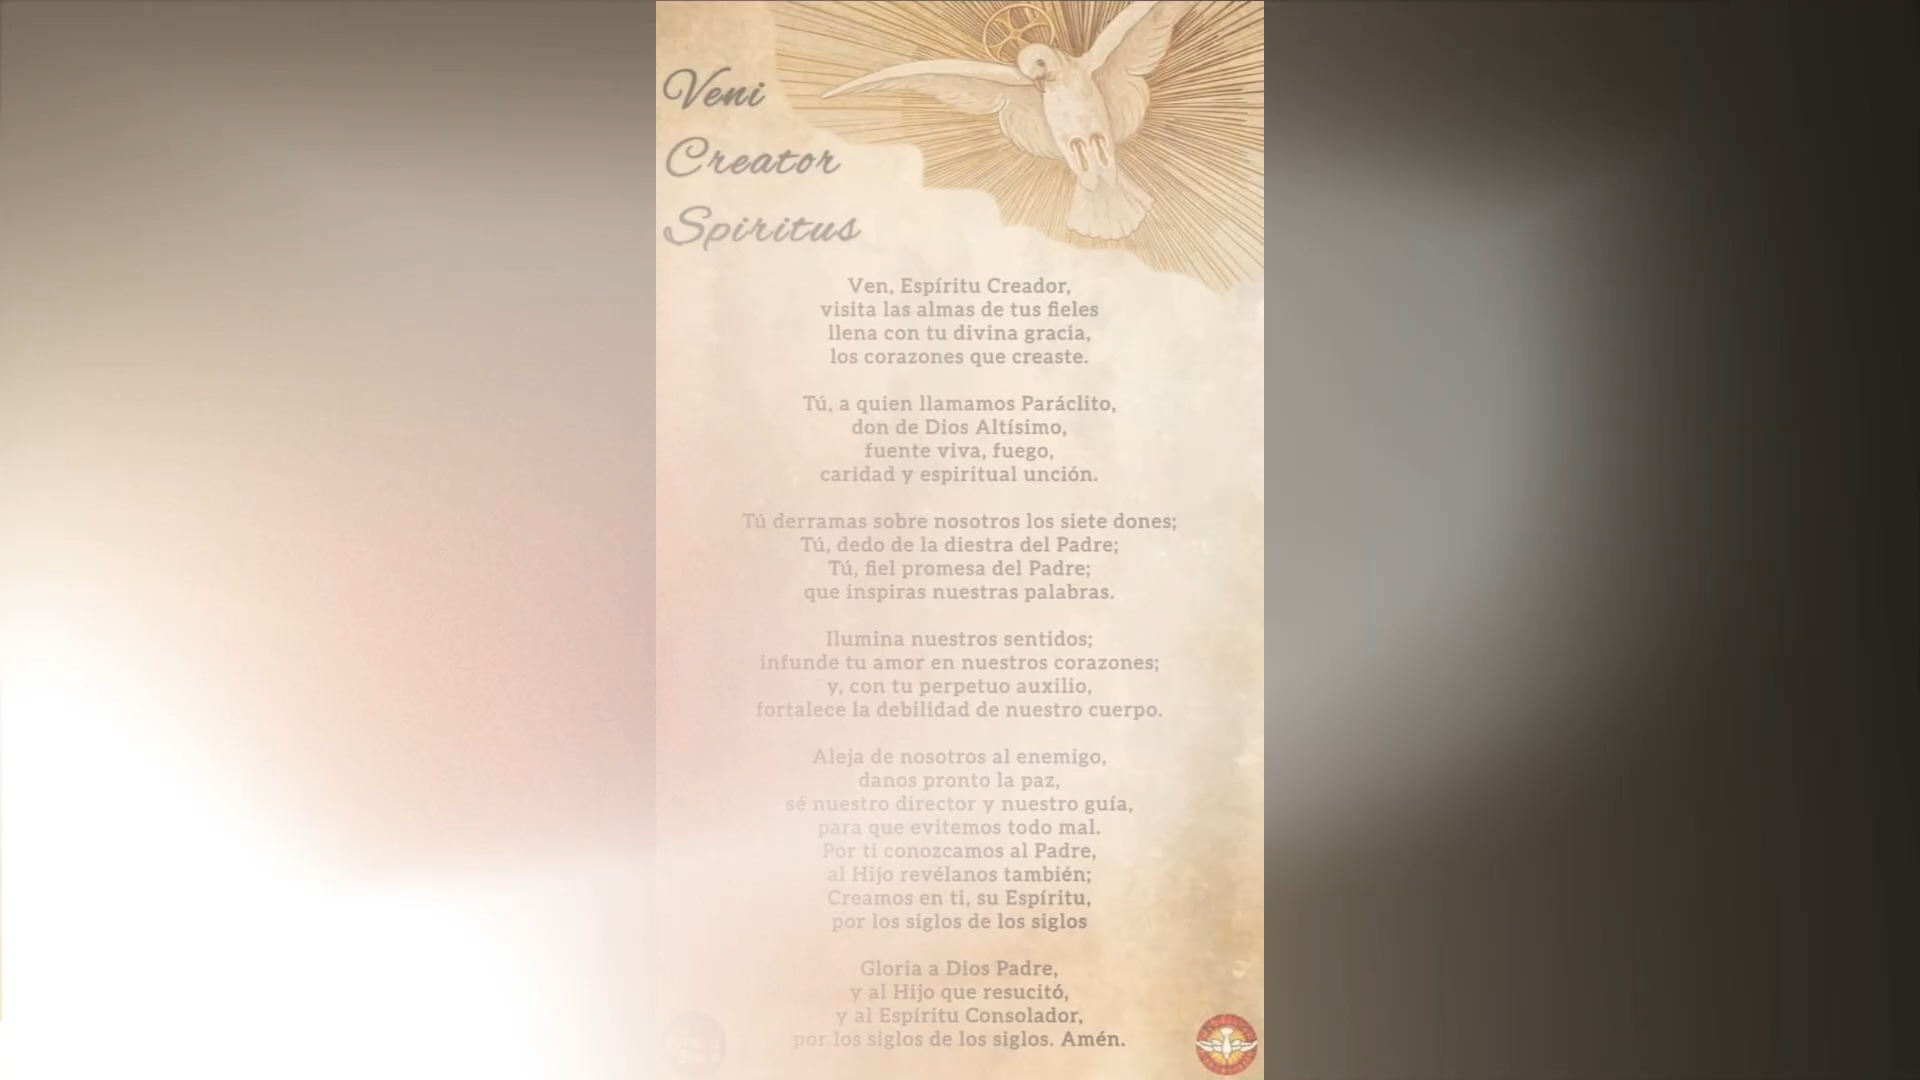 Veni
Creator
Spiritus
Ven, Espíritu Creador,
visita las almas de tus fieles
llena con tu divina gracia,
los corazones que creaste.
Tú, a quien llamamos Paráclito,
don de Dios Altísimo,
fuente viva, fuego,
caridad y espiritual unción.
Tú derramas sobre nosotros los siete dones;
Tú, dedo de la diestra del Padre;
Tú, fiel promesa del Padre;
que inspiras nuestras palabras.
Ilumina nuestros sentidos;
infunde tu amor en nuestros corazones;
y, con tu perpetuo auxilio,
fortalece la debilidad de nuestro cuerpo.
Aleja de nosotros al enemigo,
danos pronto la paz,
sé nuestro director y nuestro guía,
para que evitemos todo mal.
Por ti conozcamos al Padre,
al Hijo revélanos también;
Creamos en ti, su Espíritu,
por los siglos de los siglos
Gloria a Dios Padre,
y al Hijo que resucitó,
y al Espíritu Consolador,
por los siglos de los siglos. Amén.